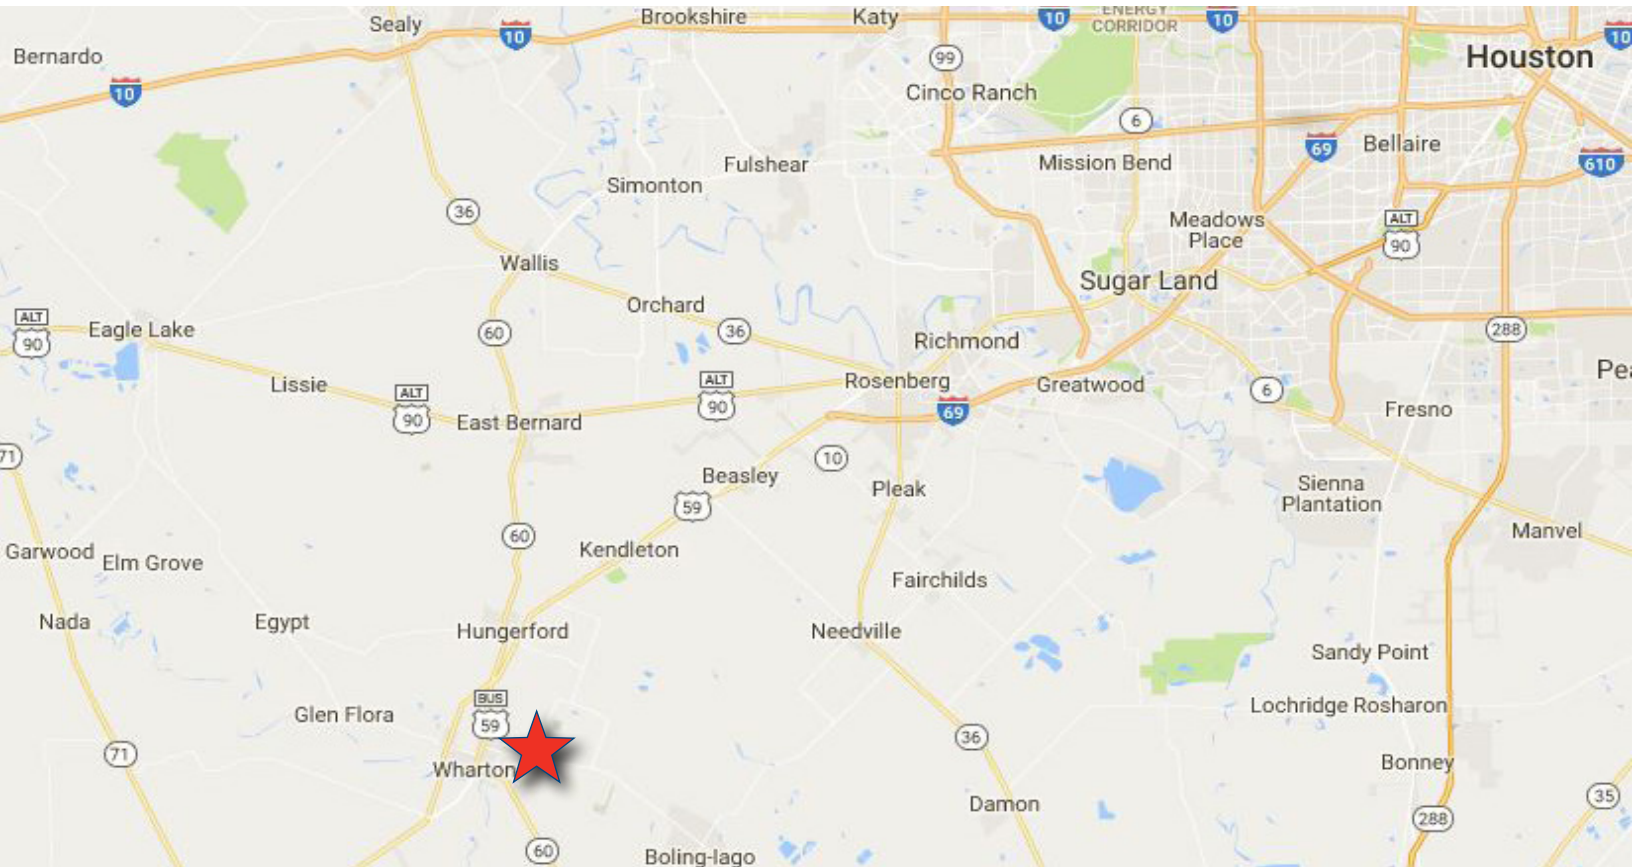 Sealy
Brookshire
Katy
10
ENERGY
CORRIDOR
10
10
10
Bernardo
Houston
99
10
Cinco Ranch
6
69
Bellaire
610
Mission Bend
Fulshear
Simonton
36
Meadows
Place
ALT
90
Wallis
Sugar Land
Orchard
ALT
90
Eagle Lake
60
36
Richmond
288
Lissie
ALT
90
ALT
90
Rosenberg
Greatwood
6
69
Fresno
East Bernard
71
10
Beasley
Pleak
Sienna
Plantation
59
Manvel
60
Garwood
Elm Grove
Kendleton
Fairchilds
Nada
Egypt
Hungerford
Needville
Sandy Point
BUS
59
Glen Flora
Lochridge Rosharon
36
71
Wharton
Bonney
Damon
35
288
60
Boling-Iago